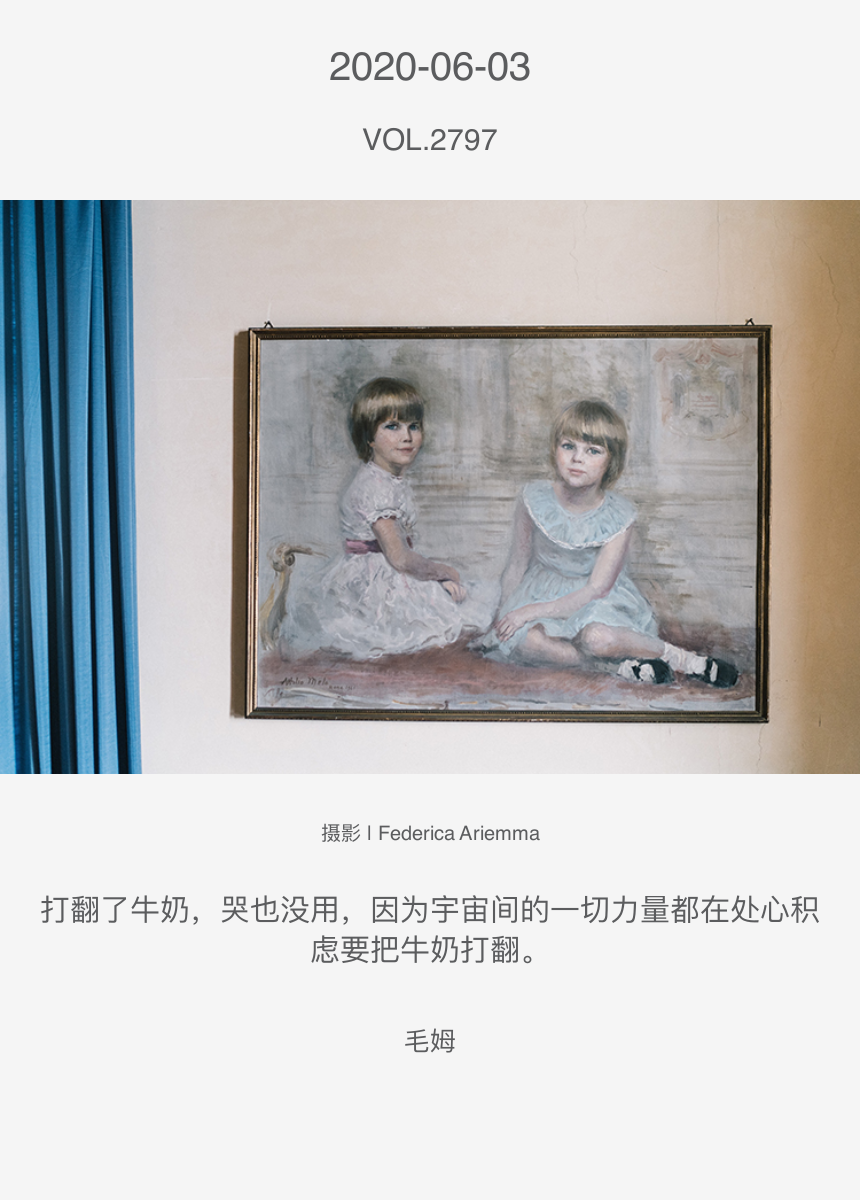 2020-06-03
VOL.2797
摄影 | Federica Ariemma
打翻了牛奶，哭也没用，因为宇宙间的一切力量都在处心积
虑要把牛奶打翻。
毛姆